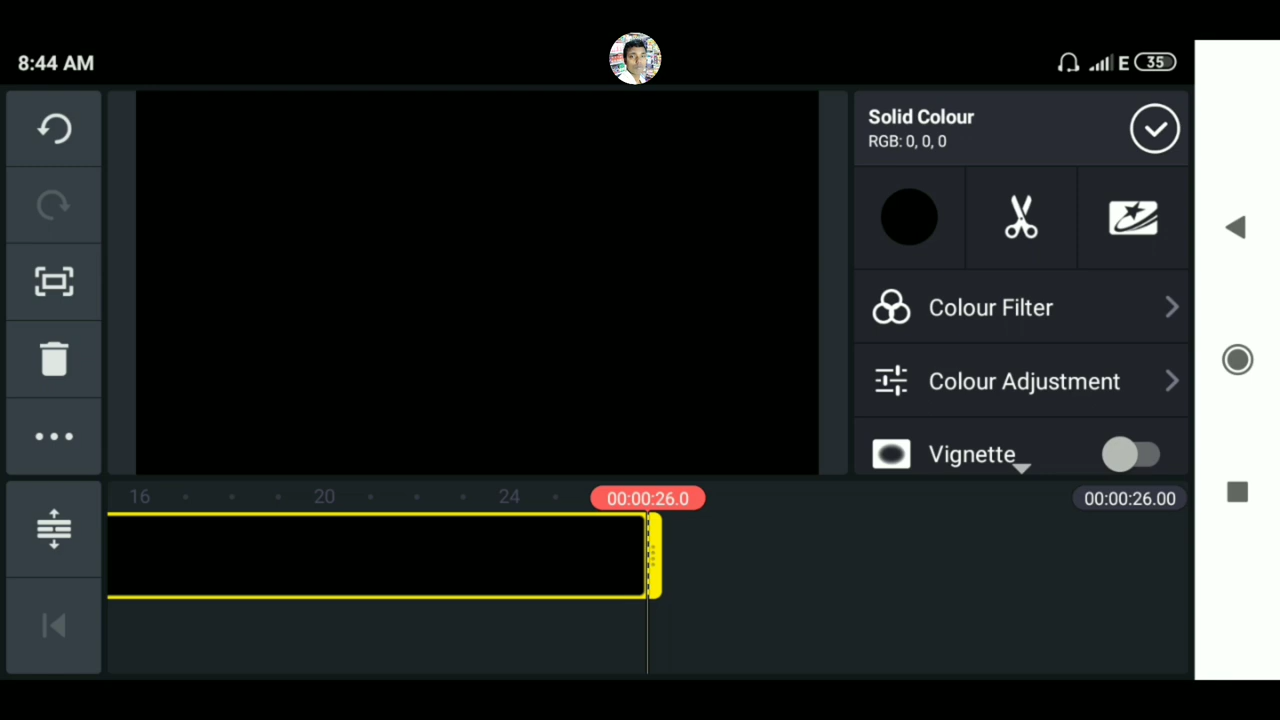 8:44 AM
E 35
Solid Colour
RGB: 0, 0, 0
Colour Filter
Colour Adjustment
Vignette
16 20 24 00:00:26.0 00:00:26.00